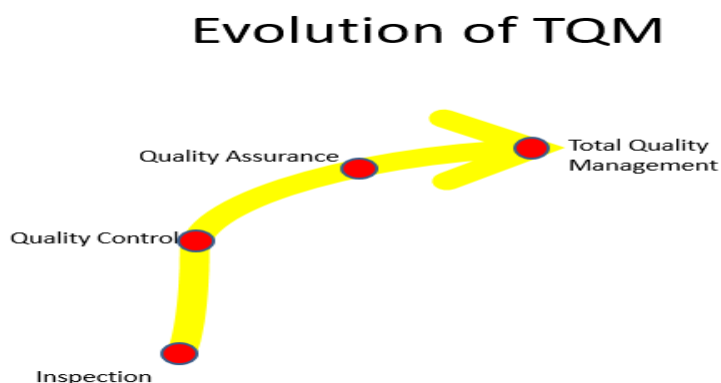 Evolution of TQM
Quality Assurance
Total Quality
Management
Quality Control
Inspection